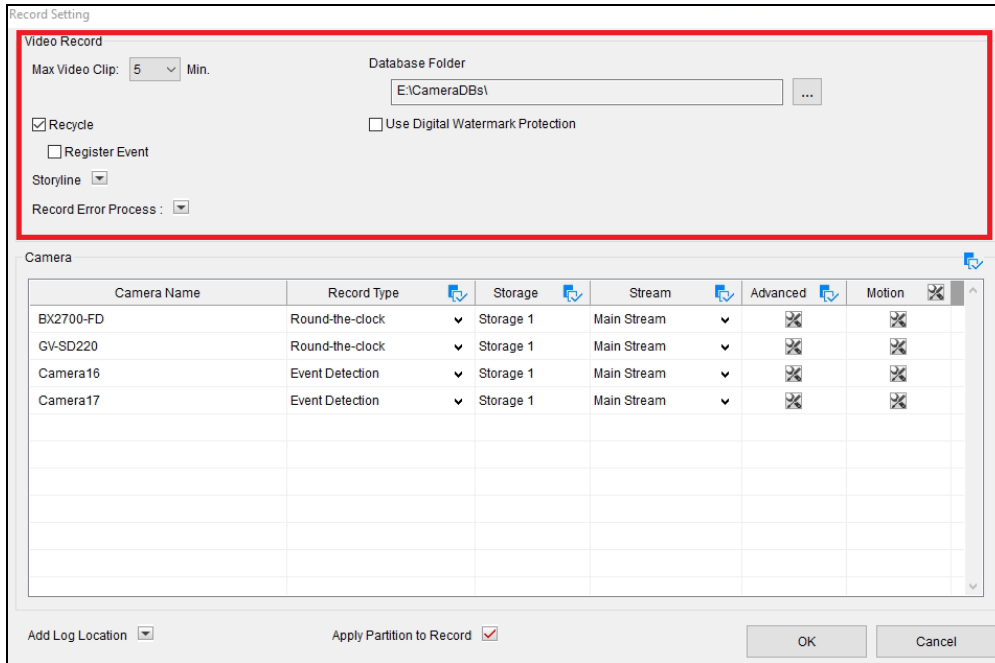 Record Setting
Video Record
Max Video Clip: 5 Min.
Database Folder
E:\CameraDBs\
...
Recycle
Use Digital Watermark Protection
Register Event
Storyline
Record Error Process :
Camera
Camera Name Record Type Storage Stream Advanced Motion
BX2700-FD Round-the-clock Storage 1 Main Stream
GV-SD220 Round-the-clock Storage 1 Main Stream
Camera16 Event Detection Storage 1 Main Stream
Camera17 Event Detection Storage 1 Main Stream
Add Log Location Apply Partition to Record OK Cancel